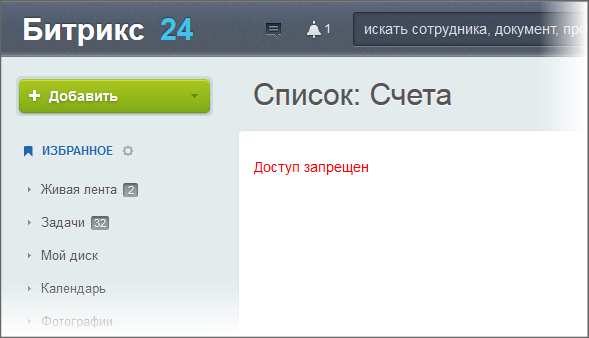 Битрикс 24
1
искать сотрудника, документ, про
Добавить
Список: Счета
ИЗБРАННОЕ
Доступ запрещен
Живая лента 2
Задачи 32
Мой диск
Календарь
Фотографии